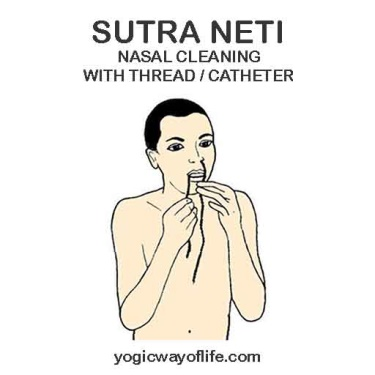 SUTRA NETI
NASAL CLEANING
WITH THREAD / CATHETER
yogicwayoflife.com